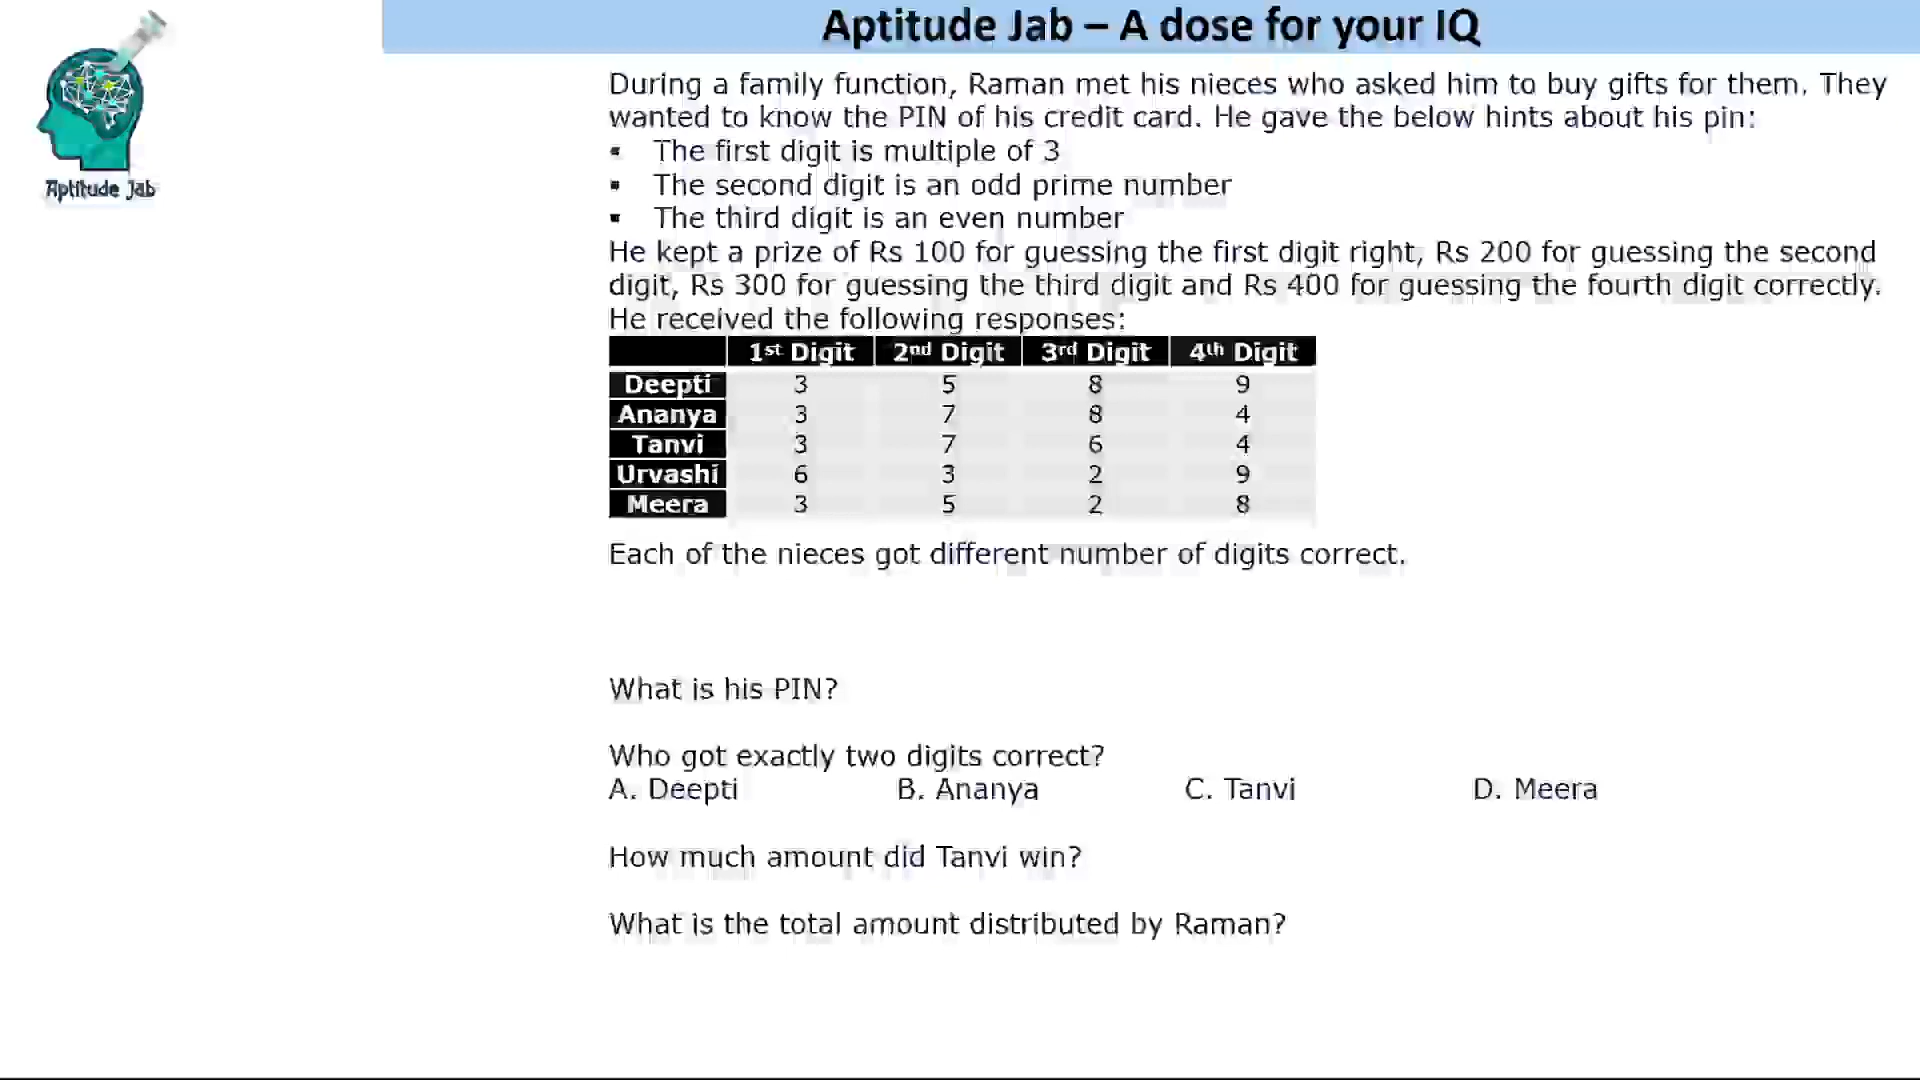 Aptitude Jab – A dose for your IQ
Aptitude Jab
During a family function, Raman met his nieces who asked him to buy gifts for them. They
wanted to know the PIN of his credit card. He gave the below hints about his pin:
▪ The first digit is multiple of 3
▪ The second digit is an odd prime number
▪ The third digit is an even number
He kept a prize of Rs 100 for guessing the first digit right, Rs 200 for guessing the second
digit, Rs 300 for guessing the third digit and Rs 400 for guessing the fourth digit correctly.
He received the following responses:
1st Digit 2nd Digit 3rd Digit 4th Digit
Deepti 3 5 8 9
Ananya 3 7 8 4
Tanvi 3 7 6 4
Urvashi 6 3 2 9
Meera 3 5 2 8
Each of the nieces got different number of digits correct.
What is his PIN?
Who got exactly two digits correct?
A. Deepti B. Ananya C. Tanvi D. Meera
How much amount did Tanvi win?
What is the total amount distributed by Raman?